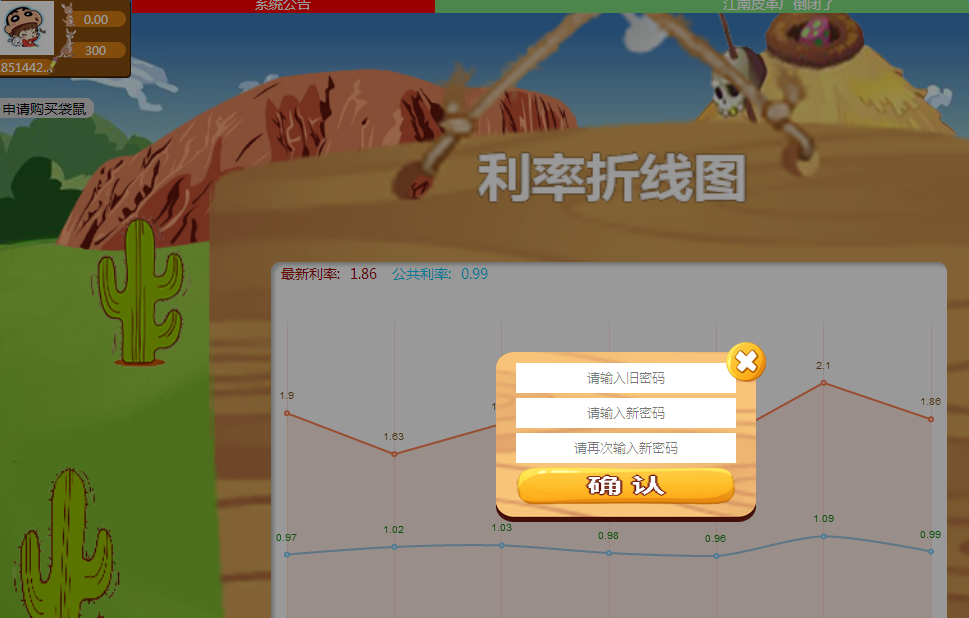 系统公告
江南皮革厂倒闭了
0.00
300
851442...
申请购买袋鼠
利率折线图
最新利率: 1.86 公共利率: 0.99
请输入旧密码
请输入新密码
请再次输入新密码
确 认
1.9
1.63
2.1
1.86
0.97
1.02
1.03
0.98
0.96
1.09
0.99